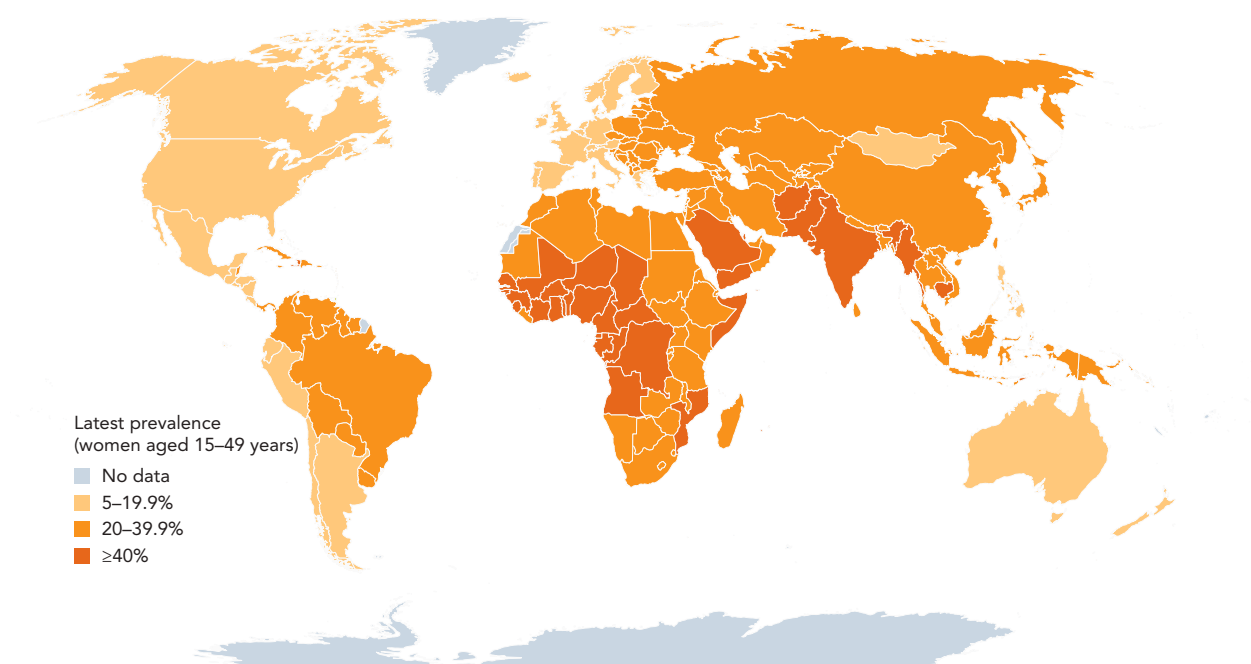 Latest prevalence
(women aged 15–49 years)
No data
5–19.9%
20–39.9%
≥40%